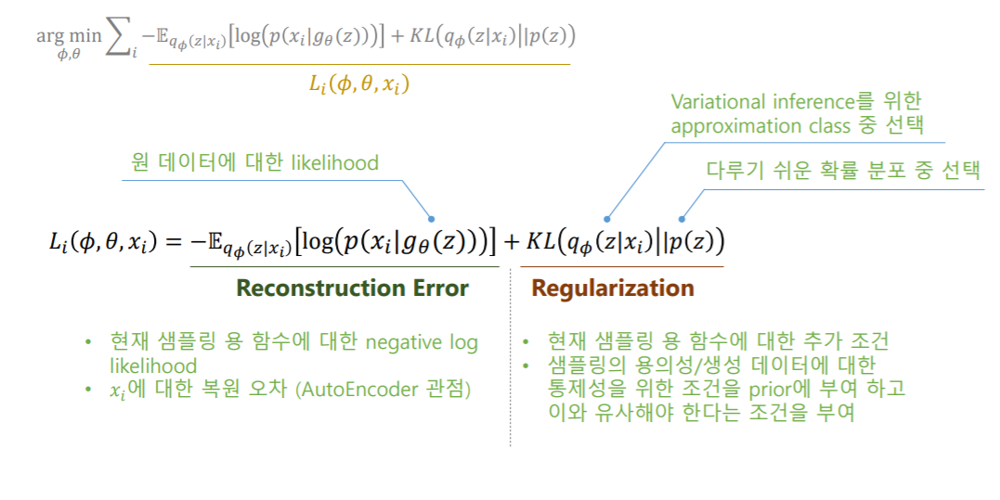 arg min_{ϕ,θ} ∑_i −𝔼_{q_ϕ(z|x_i)}[log(p(x_i|g_θ(z)))] + KL(q_ϕ(z|x_i)||p(z))
L_i(ϕ, θ, x_i)
Variational inference를 위한
approximation class 중 선택
원 데이터에 대한 likelihood
다루기 쉬운 확률 분포 중 선택
L_i(ϕ, θ, x_i) = −𝔼_{q_ϕ(z|x_i)}[log(p(x_i|g_θ(z)))] + KL(q_ϕ(z|x_i)||p(z))
Reconstruction Error
• 현재 샘플링 용 함수에 대한 negative log
likelihood
• x_i에 대한 복원 오차 (AutoEncoder 관점)
Regularization
• 현재 샘플링 용 함수에 대한 추가 조건
• 샘플링의 용의성/생성 데이터에 대한
통제성을 위한 조건을 prior에 부여 하고
이와 유사해야 한다는 조건을 부여